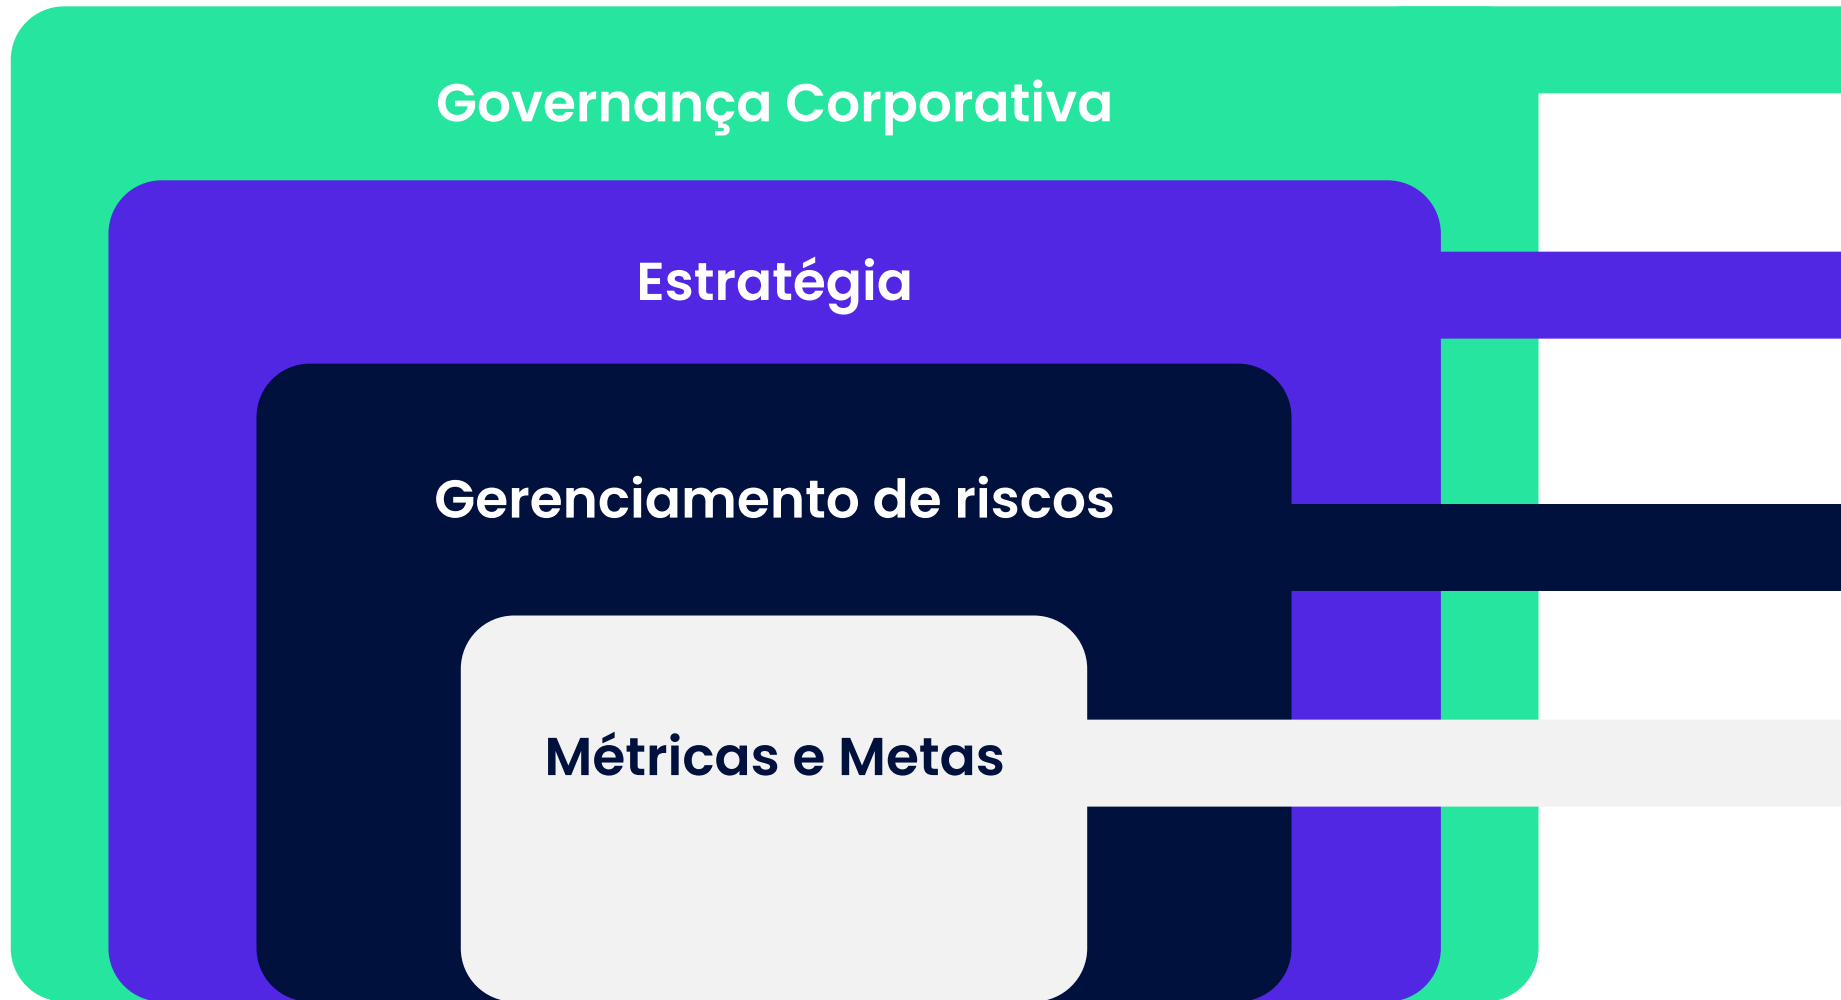 Governança Corporativa
Estratégia
Gerenciamento de riscos
Métricas e Metas